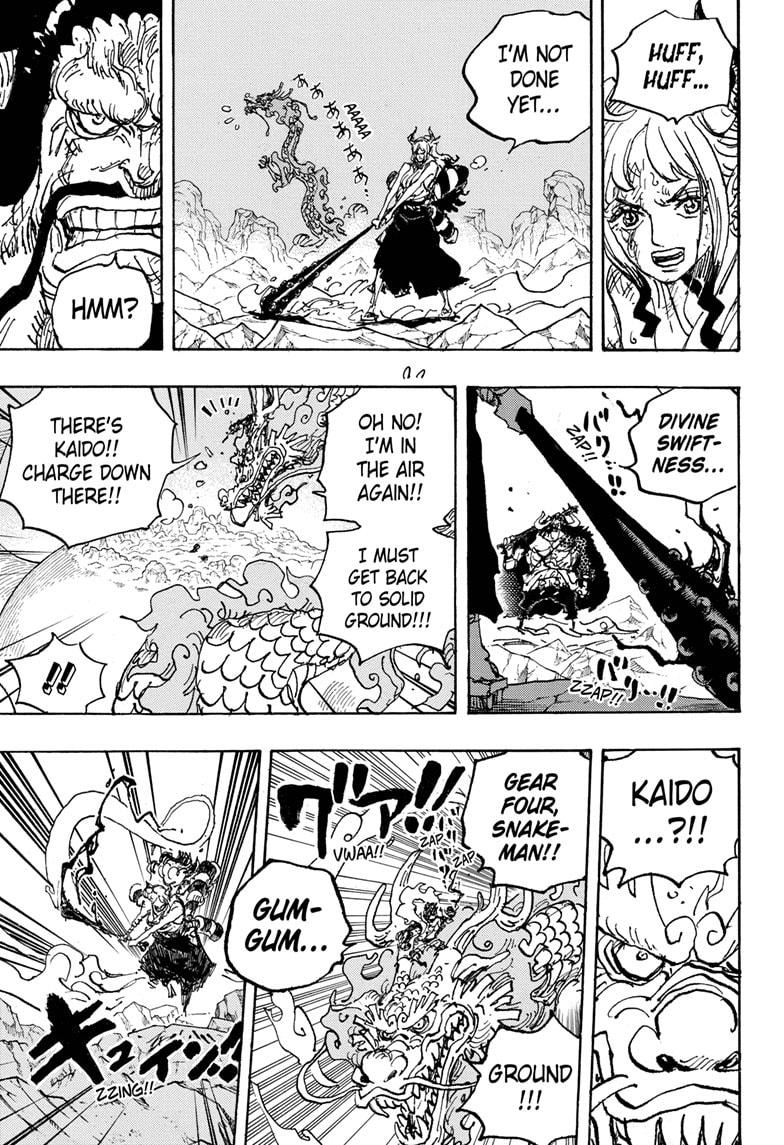 HUFF,
HUFF...
I'M NOT
DONE
YET...
AAAAA
ああああああ...
HMM?
DIVINE
SWIFT-
NESS...
バリ
ZAP!!
バリ...!!
ZZAP!!
OH NO!
I'M IN
THE AIR
AGAIN!!
I MUST
GET BACK
TO SOLID
GROUND!!!
THERE'S
KAIDO!!
CHARGE DOWN
THERE!!
!!
KAIDO
...?!!
GEAR
FOUR,
SNAKE-
MAN!!
グアァ!!!
VWAA!!
ZAP
ZAP
GUM-
GUM...
GROUND
!!!
キュイン!!
ZZING!!